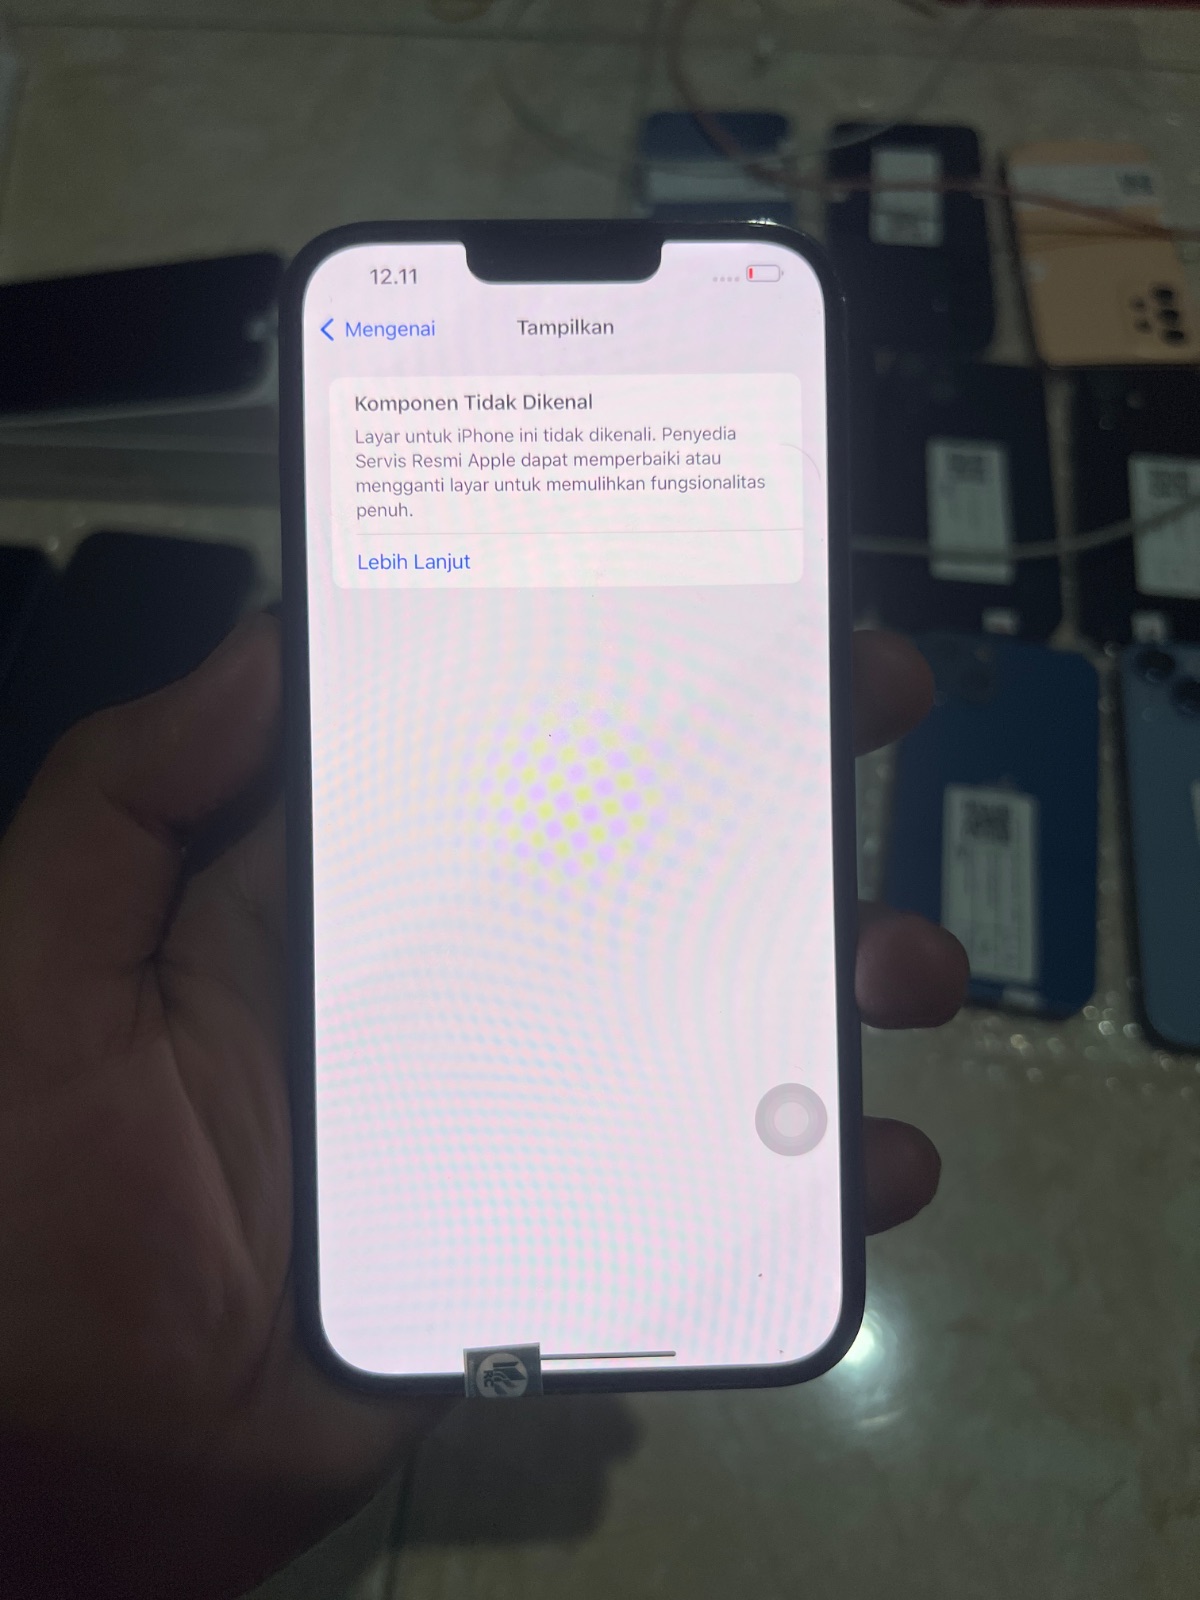 12.11
Mengenai
Tampilkan
Komponen Tidak Dikenal
Layar untuk iPhone ini tidak dikenali. Penyedia
Servis Resmi Apple dapat memperbaiki atau
mengganti layar untuk memulihkan fungsionalitas
penuh.
Lebih Lanjut
RC